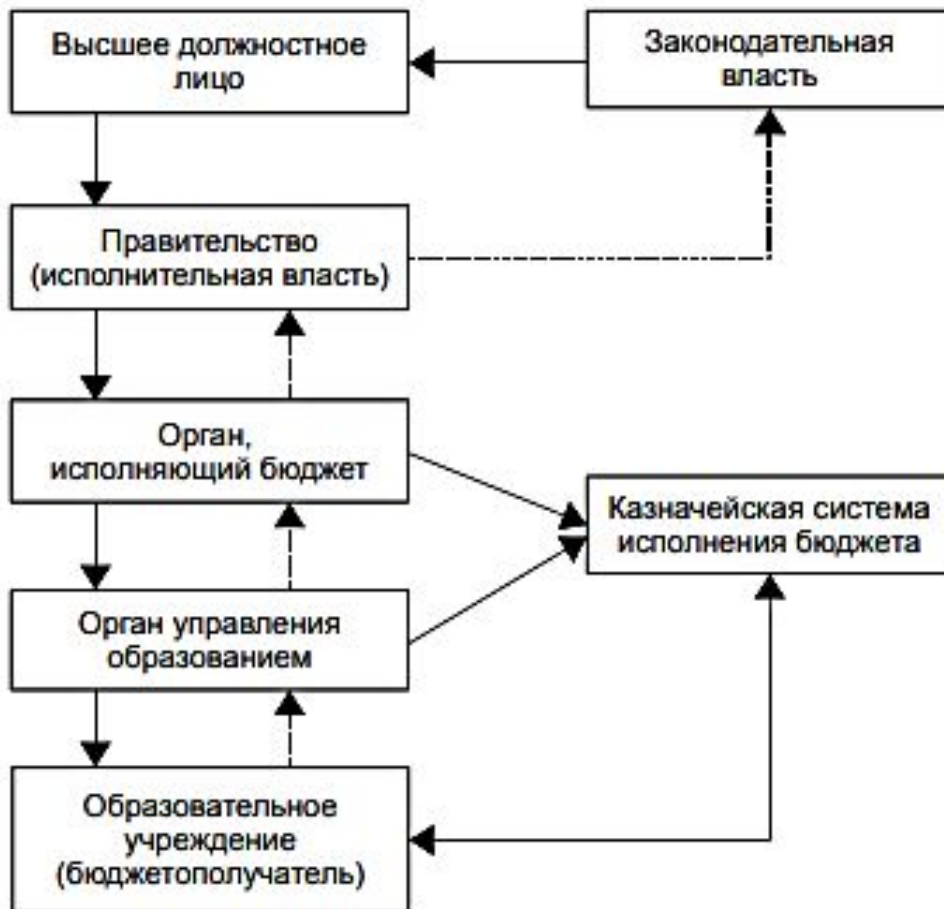 Высшее должностное
лицо
Законодательная
власть
Правительство
(исполнительная власть)
Орган,
исполняющий бюджет
Казначейская система
исполнения бюджета
Орган управления
образованием
Образовательное
учреждение
(бюджетополучатель)